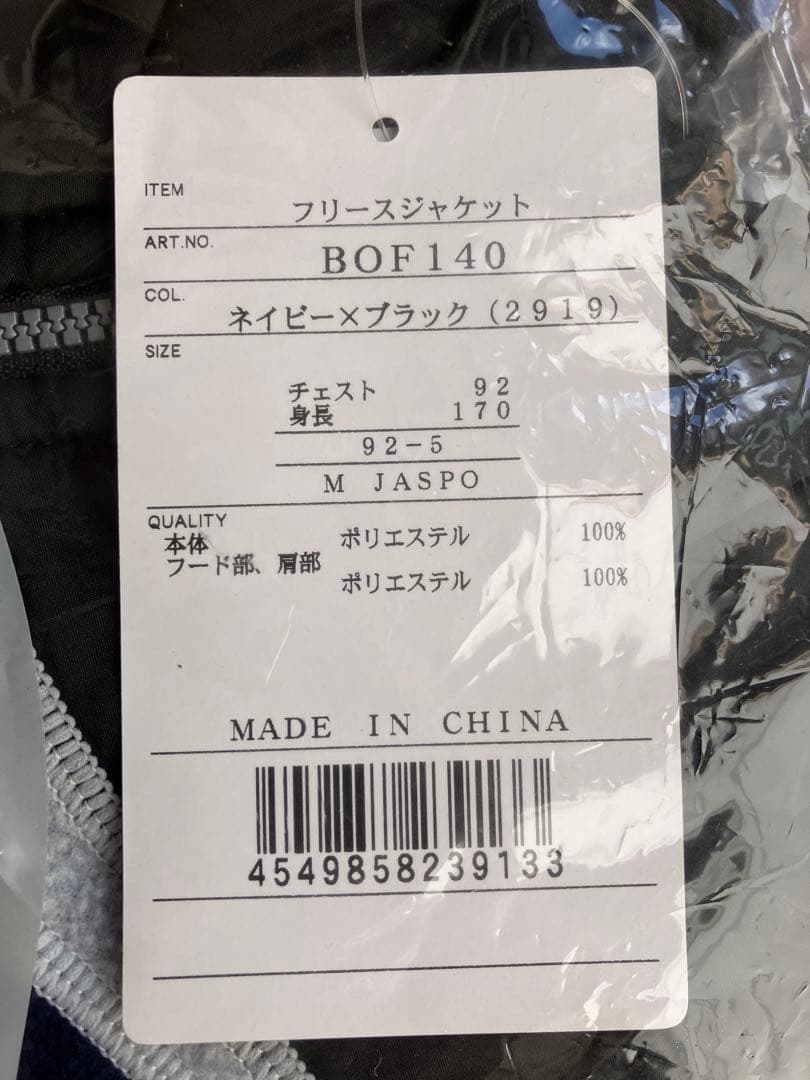 ITEM
フリースジャケット
ART.NO.
BOF140
COL.
ネイビー×ブラック(2919)
SIZE
チェスト 92
身長 170
92-5
M JASPO
QUALITY
本体 ポリエステル 100%
フード部、肩部
ポリエステル 100%
MADE IN CHINA
4549858239133